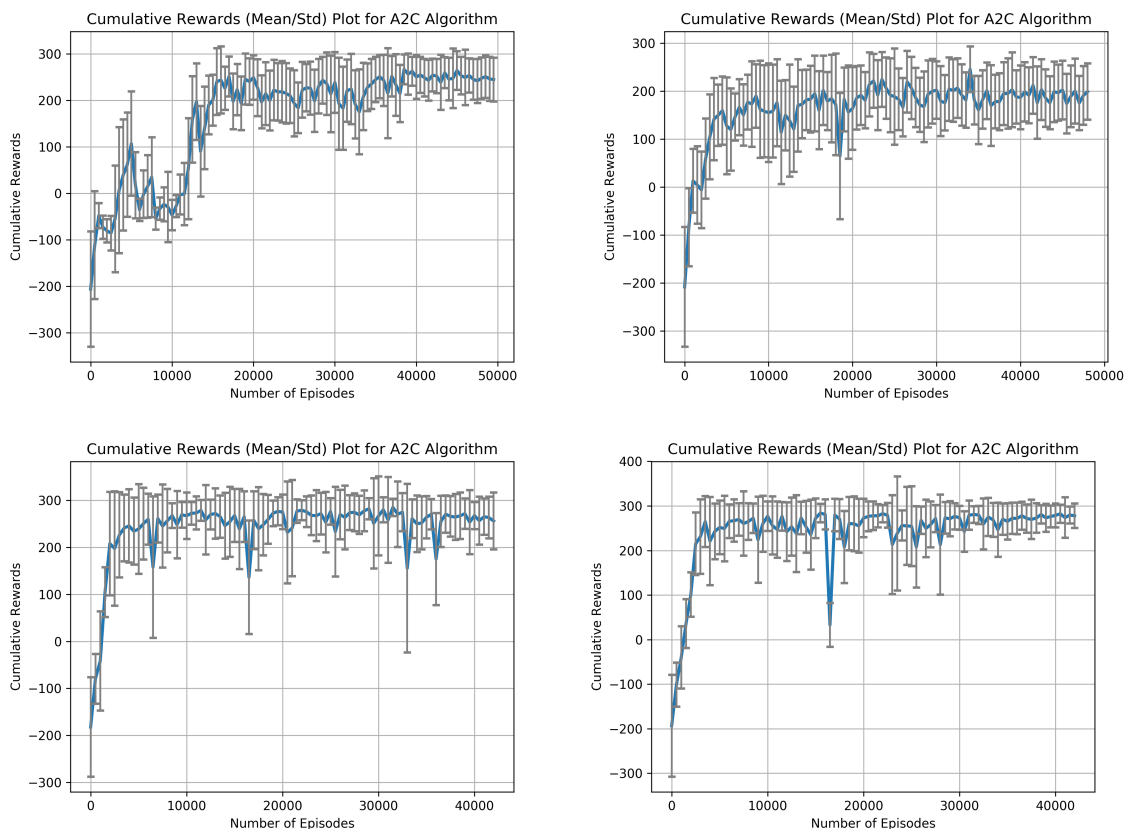 Cumulative Rewards (Mean/Std) Plot for A2C Algorithm
300
200
100
0
−100
−200
−300
Cumulative Rewards
0 10000 20000 30000 40000 50000
Number of Episodes
Cumulative Rewards (Mean/Std) Plot for A2C Algorithm
300
200
100
0
−100
−200
−300
Cumulative Rewards
0 10000 20000 30000 40000 50000
Number of Episodes
Cumulative Rewards (Mean/Std) Plot for A2C Algorithm
300
200
100
0
−100
−200
−300
Cumulative Rewards
0 10000 20000 30000 40000
Number of Episodes
Cumulative Rewards (Mean/Std) Plot for A2C Algorithm
400
300
200
100
0
−100
−200
−300
Cumulative Rewards
0 10000 20000 30000 40000
Number of Episodes